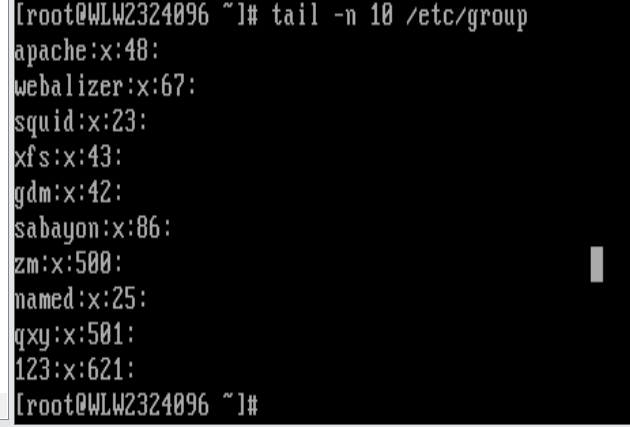 [root@WLW2324096 ~]# tail -n 10 /etc/group
apache:x:48:
webalizer:x:67:
squid:x:23:
xfs:x:43:
gdm:x:42:
sabayon:x:86:
zm:x:500:
named:x:25:
qxy:x:501:
123:x:621:
[root@WLW2324096 ~]#